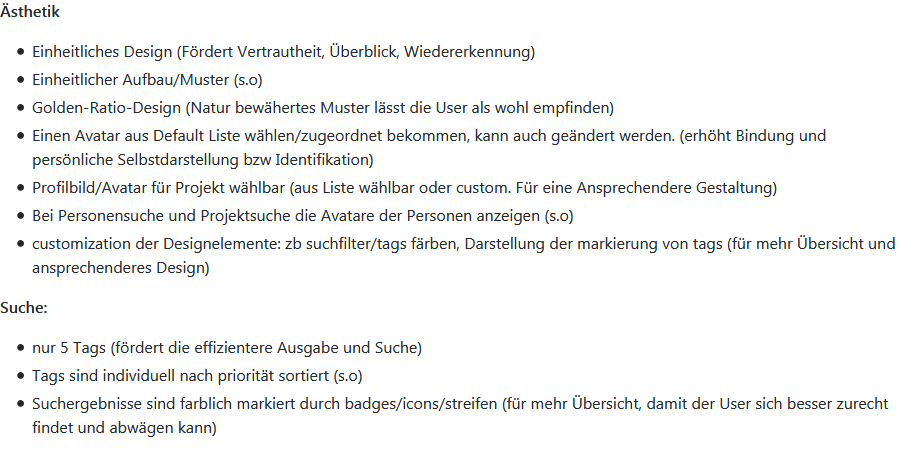 Ästhetik
• Einheitliches Design (Fördert Vertrautheit, Überblick, Wiedererkennung)
• Einheitlicher Aufbau/Muster (s.o)
• Golden-Ratio-Design (Natur bewähertes Muster lässt die User als wohl empfinden)
• Einen Avatar aus Default Liste wählen/zugeordnet bekommen, kann auch geändert werden. (erhöht Bindung und
persönliche Selbstdarstellung bzw Identifikation)
• Profilbild/Avatar für Projekt wählbar (aus Liste wählbar oder custom. Für eine Ansprechendere Gestaltung)
• Bei Personensuche und Projektsuche die Avatare der Personen anzeigen (s.o)
• customization der Designelemente: zb suchfilter/tags färben, Darstellung der markierung von tags (für mehr Übersicht und
ansprechenderes Design)
Suche:
• nur 5 Tags (fördert die effizientere Ausgabe und Suche)
• Tags sind individuell nach priorität sortiert (s.o)
• Suchergebnisse sind farblich markiert durch badges/icons/streifen (für mehr Übersicht, damit der User sich besser zurecht
findet und abwägen kann)